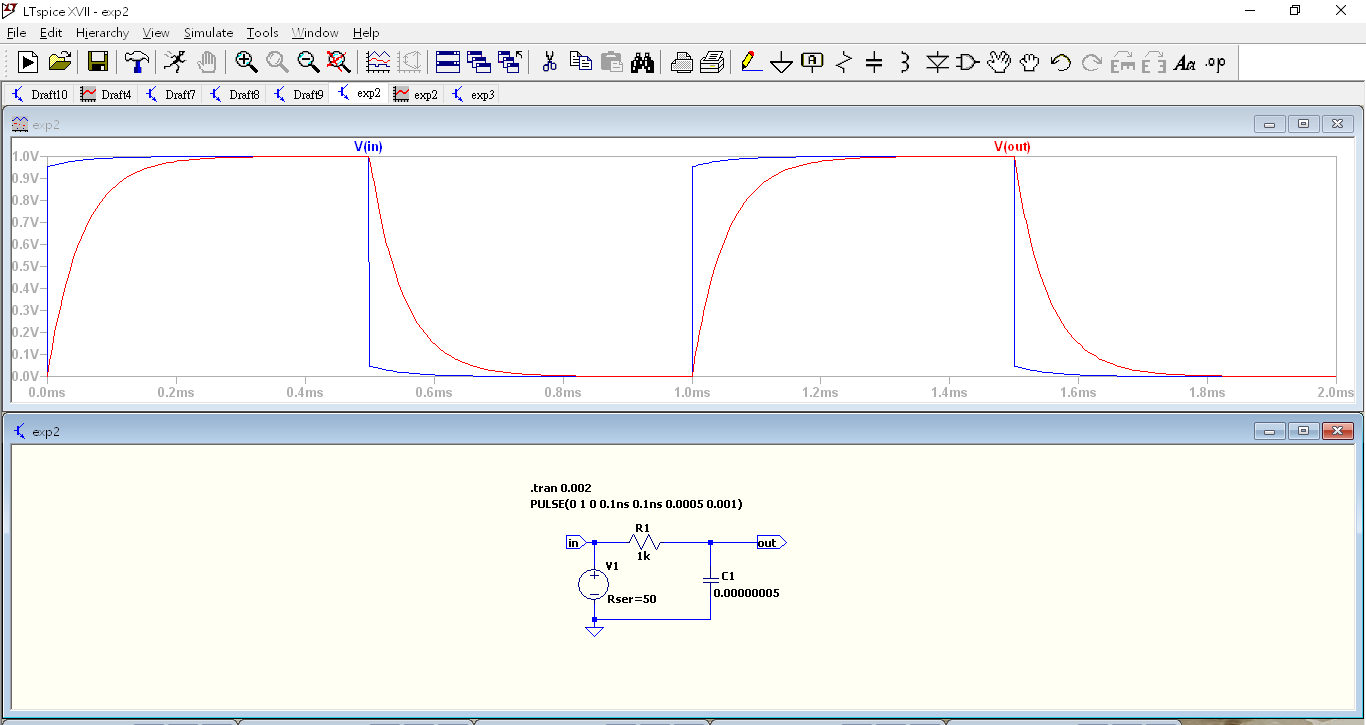 LTspice XVII - exp2
File Edit Hierarchy View Simulate Tools Window Help
.op
Draft10 Draft4 Draft7 Draft8 Draft9 exp2 exp2 exp3
exp2
V(in) V(out)
1.0V
0.9V
0.8V
0.7V
0.6V
0.5V
0.4V
0.3V
0.2V
0.1V
0.0V
0.0ms 0.2ms 0.4ms 0.6ms 0.8ms 1.0ms 1.2ms 1.4ms 1.6ms 1.8ms 2.0ms
exp2
.tran 0.002
PULSE(0 1 0 0.1ns 0.1ns 0.0005 0.001)
R1
in out
1k
V1
C1
0.00000005
Rser=50